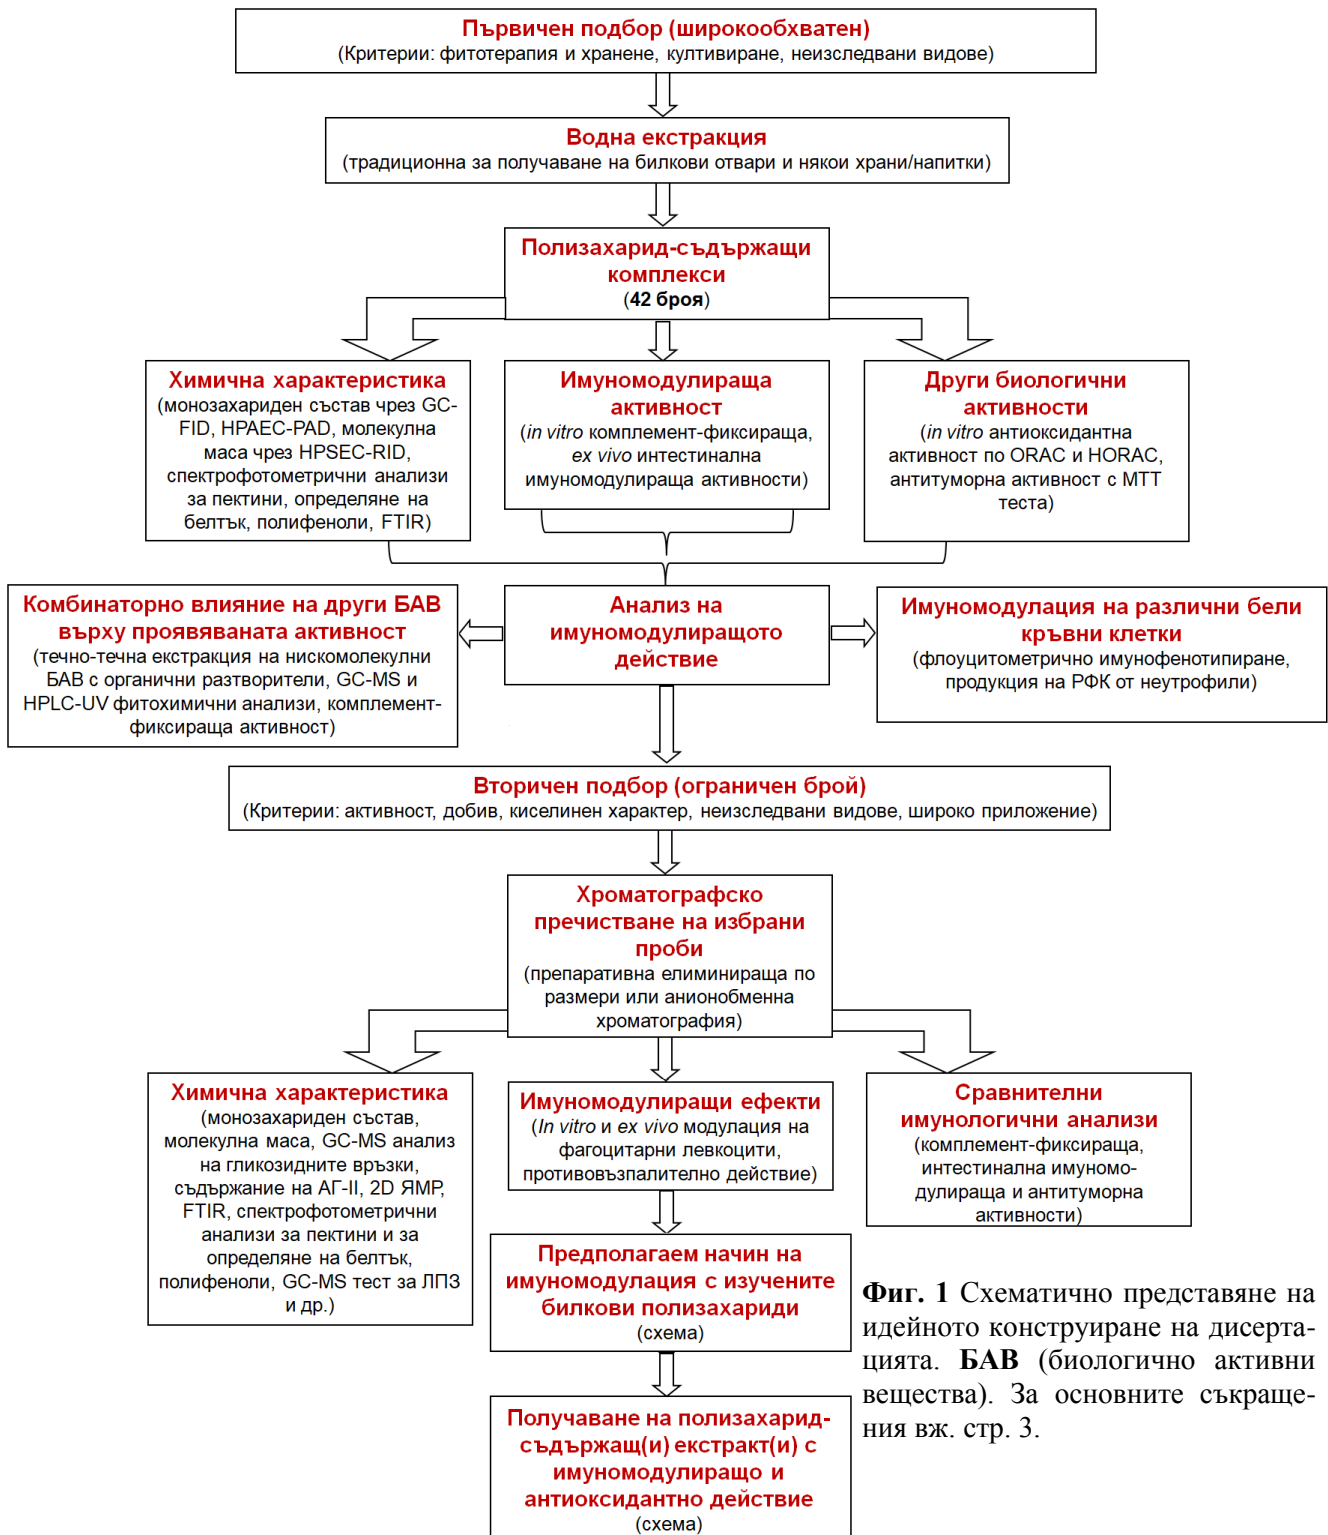 Първичен подбор (широкообхватен)
(Критерии: фитотерапия и хранене, култивиране, неизследвани видове)
Водна екстракция
(традиционна за получаване на билкови отвари и някои храни/напитки)
Полизахарид-съдържащи
комплекси
(42 броя)
Химична характеристика
(монозахариден състав чрез GC-
FID, HPAEC-PAD, молекулна
маса чрез HPSEC-RID,
спектрофотометрични анализи
за пектини, определяне на
белтък, полифеноли, FTIR)
Имуномодулираща
активност
(in vitro комплемент-фиксираща,
ex vivo интестинална
имуномодулираща активности)
Други биологични
активности
(in vitro антиоксидантна
активност по ORAC и HORAC,
антитуморна активност с МТТ
теста)
Комбинаторно влияние на други БАВ
върху проявяваната активност
(течно-течна екстракция на нискомолекулни
БАВ с органични разтворители, GC-MS и
HPLC-UV фитохимични анализи, комплемент-
фиксираща активност)
Анализ на
имуномодулиращото
действие
Имуномодулация на различни бели
кръвни клетки
(флоуцитометрично имунофенотипиране,
продукция на РФК от неутрофили)
Вторичен подбор (ограничен брой)
(Критерии: активност, добив, киселинен характер, неизследвани видове, широко приложение)
Хроматографско
пречистване на избрани
проби
(препаративна елиминираща по
размери или анионобменна
хроматография)
Химична характеристика
(монозахариден състав,
молекулна маса, GC-MS анализ
на гликозидните връзки,
съдържание на АГ-II, 2D ЯМР,
FTIR, спектрофотометрични
анализи за пектини и за
определяне на белтък,
полифеноли, GC-MS тест за ЛПЗ
и др.)
Имуномодулиращи ефекти
(In vitro и ex vivo модулация на
фагоцитарни левкоцити,
противовъзпалително действие)
Сравнителни
имунологични анализи
(комплемент-фиксираща,
интестинална имуномо-
дулираща и антитуморна
активности)
Предполагаем начин на
имуномодулация с изучените
билкови полизахариди
(схема)
Получаване на полизахарид-
съдържащ(и) екстракт(и) с
имуномодулиращо и
антиоксидантно действие
(схема)
Фиг. 1 Схематично представяне на
идейното конструиране на дисерта-
цията. БАВ (биологично активни
вещества). За основните съкраще-
ния вж. стр. 3.